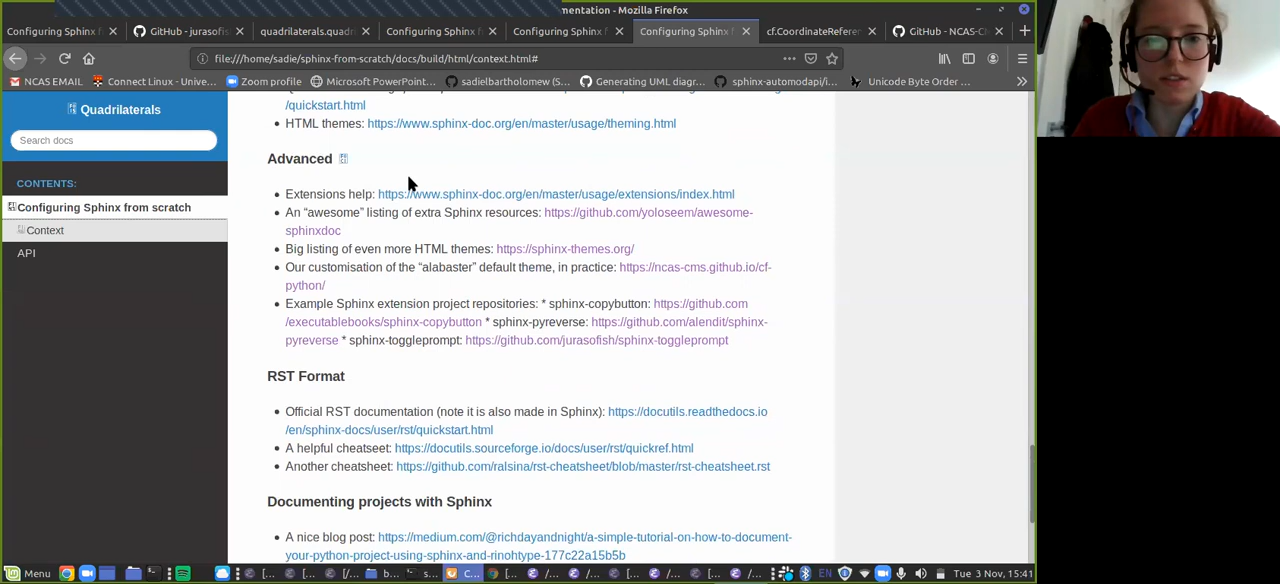 mentation - Mozilla Firefox
Configuring Sphinx f
GitHub - jurasofis
quadrilaterals.quad
Configuring Sphinx f
Configuring Sphinx f
Configuring Sphinx f
cf.CoordinateReferen
GitHub - NCAS-C
file:///home/sadie/sphinx-from-scratch/docs/build/html/context.html#
NCAS EMAIL
Connect Linux - Unive...
Zoom profile
Microsoft PowerPoint...
sadielbartholomew (S...
Generating UML diagr...
sphinx-automodapi/i...
Unicode Byte Order ...
Quadrilaterals
Search docs
CONTENTS:
Configuring Sphinx from scratch
Context
API
/quickstart.html
HTML themes: https://www.sphinx-doc.org/en/master/usage/theming.html
Advanced
Extensions help: https://www.sphinx-doc.org/en/master/usage/extensions/index.html
An “awesome” listing of extra Sphinx resources: https://github.com/yoloseem/awesome-
sphinxdoc
Big listing of even more HTML themes: https://sphinx-themes.org/
Our customisation of the “alabaster” default theme, in practice: https://ncas-cms.github.io/cf-
python/
Example Sphinx extension project repositories: * sphinx-copybutton: https://github.com
/executablebooks/sphinx-copybutton * sphinx-pyreverse: https://github.com/alendit/sphinx-
pyreverse * sphinx-toggleprompt: https://github.com/jurasofish/sphinx-toggleprompt
RST Format
Official RST documentation (note it is also made in Sphinx): https://docutils.readthedocs.io
/en/sphinx-docs/user/rst/quickstart.html
A helpful cheatseet: https://docutils.sourceforge.io/docs/user/rst/quickref.html
Another cheatsheet: https://github.com/ralsina/rst-cheatsheet/blob/master/rst-cheatsheet.rst
Documenting projects with Sphinx
A nice blog post: https://medium.com/@richdayandnight/a-simple-tutorial-on-how-to-document-
your-python-project-using-sphinx-and-rinohtype-177c22a15b5b
Menu
EN
Tue 3 Nov, 15:41